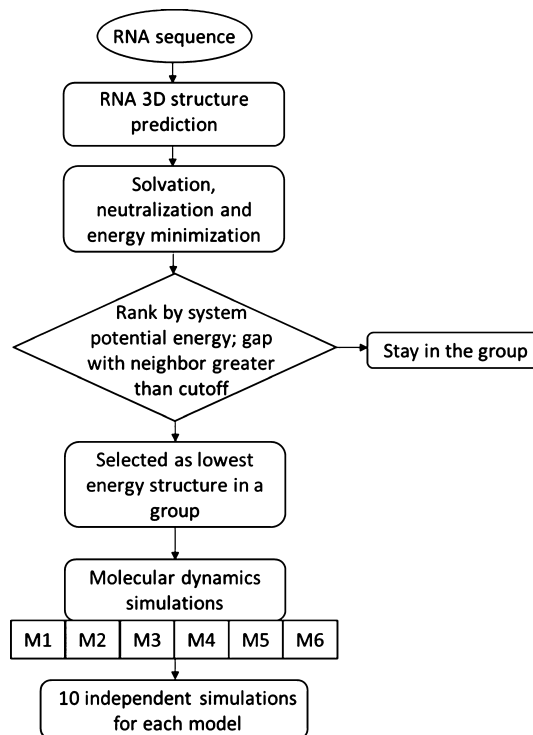 RNA sequence
RNA 3D structure
prediction
Solvation,
neutralization and
energy minimization
Rank by system
potential energy; gap
with neighbor greater
than cutoff
Stay in the group
Selected as lowest
energy structure in a
group
Molecular dynamics
simulations
M1 M2 M3 M4 M5 M6
10 independent simulations
for each model